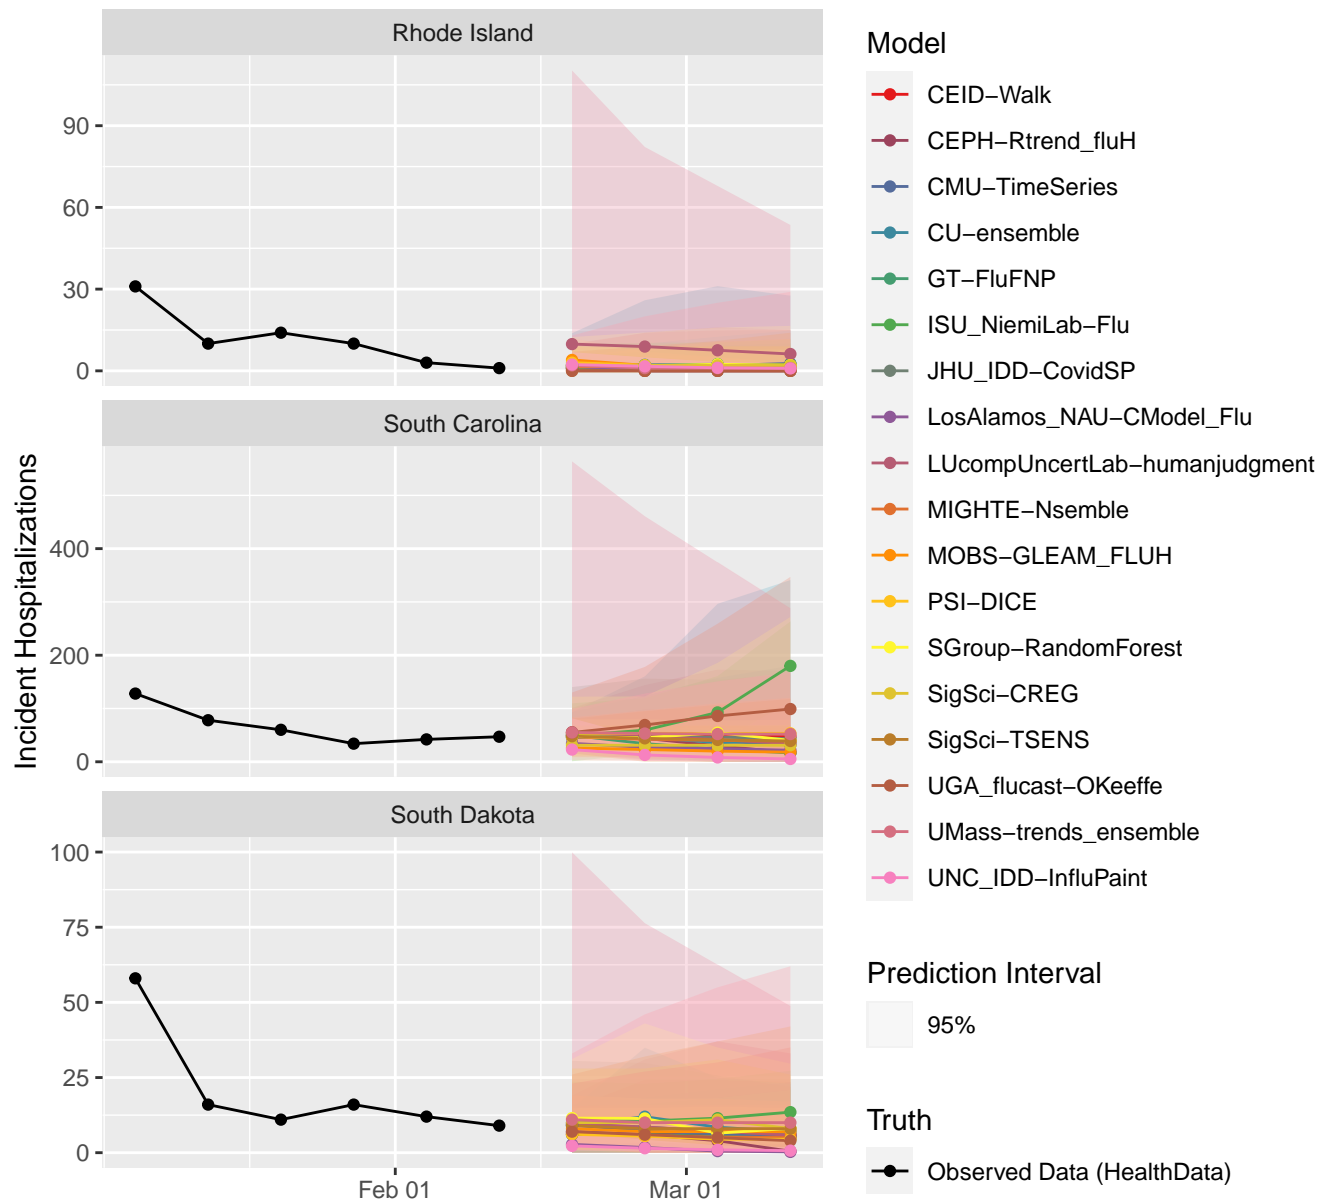 Rhode Island
90
60
30
0
South Carolina
400
200
0
South Dakota
100
75
50
25
0
Feb 01
Mar 01
Incident Hospitalizations
Model
CEID−Walk
CEPH−Rtrend_fluH
CMU−TimeSeries
CU−ensemble
GT−FluFNP
ISU_NiemiLab−Flu
JHU_IDD−CovidSP
LosAlamos_NAU−CModel_Flu
LUcompUncertLab−humanjudgment
MIGHTE−Nsemble
MOBS−GLEAM_FLUH
PSI−DICE
SGroup−RandomForest
SigSci−CREG
SigSci−TSENS
UGA_flucast−OKeeffe
UMass−trends_ensemble
UNC_IDD−InfluPaint
Prediction Interval
95%
Truth
Observed Data (HealthData)